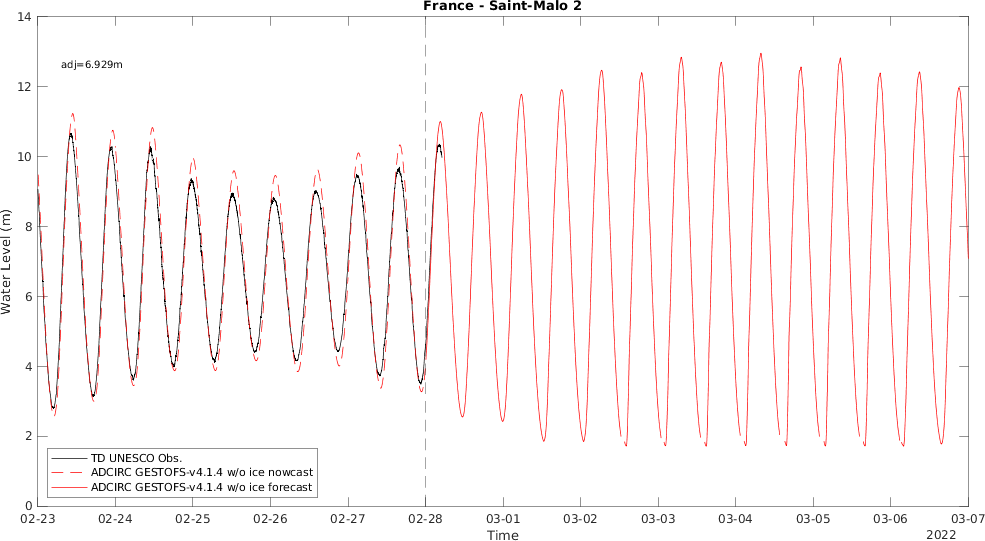 France - Saint-Malo 2
14
12
10
8
6
4
2
0
Water Level (m)
adj=6.929m
TD UNESCO Obs.
ADCIRC GESTOFS-v4.1.4 w/o ice nowcast
ADCIRC GESTOFS-v4.1.4 w/o ice forecast
02-23 02-24 02-25 02-26 02-27 02-28 03-01 03-02 03-03 03-04 03-05 03-06 03-07
Time
2022